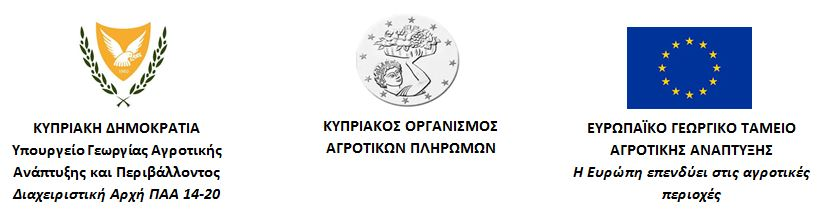 ΚΥΠΡΙΑΚΗ ΔΗΜΟΚΡΑΤΙΑ
Υπουργείο Γεωργίας Αγροτικής
Ανάπτυξης και Περιβάλλοντος
Διαχειριστική Αρχή ΠΑΑ 14-20
ΚΥΠΡΙΑΚΟΣ ΟΡΓΑΝΙΣΜΟΣ
ΑΓΡΟΤΙΚΩΝ ΠΛΗΡΩΜΩΝ
ΕΥΡΩΠΑΪΚΟ ΓΕΩΡΓΙΚΟ ΤΑΜΕΙΟ
ΑΓΡΟΤΙΚΗΣ ΑΝΑΠΤΥΞΗΣ
Η Ευρώπη επενδύει στις αγροτικές
περιοχές